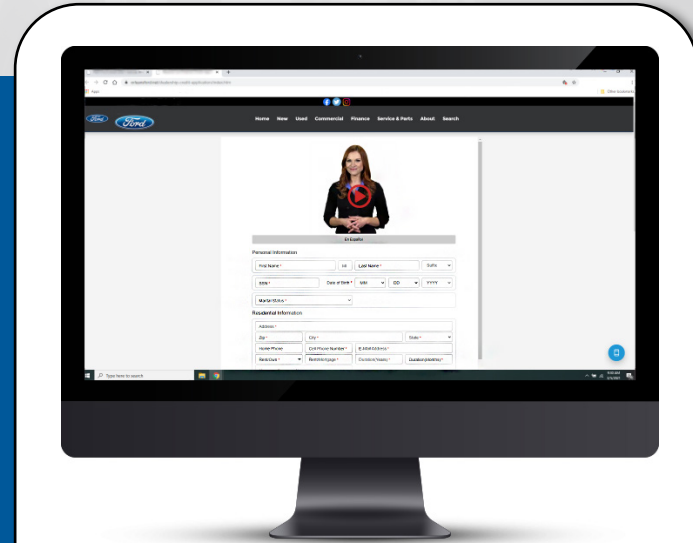 Ford
Ford
Home New Used Commercial Finance Service & Parts About Search
En Español
Personal Information
First Name * MI Last Name * Suffix
SSN * Date of Birth * MM DD YYYY
Marital Status *
Residential Information
Address *
Zip * City * State *
Home Phone Cell Phone Number * E-Mail Address *
Rent/Own * Rent/Mortgage * Duration(Years) * Duration(Months) *
Type here to search